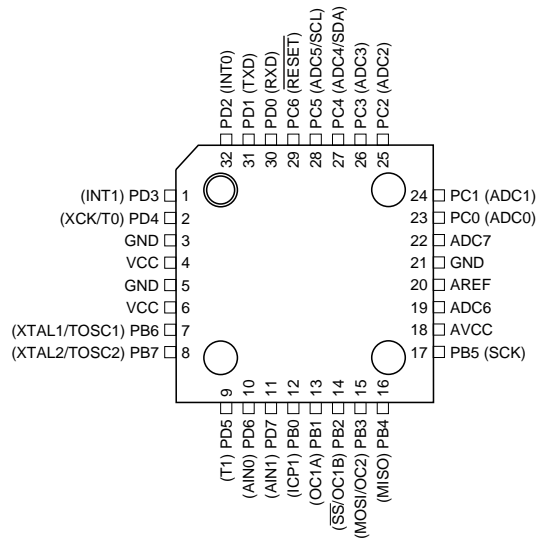 32 PD2 (INT0)
31 PD1 (TXD)
30 PD0 (RXD)
29 PC6 (RESET)
28 PC5 (ADC5/SCL)
27 PC4 (ADC4/SDA)
26 PC3 (ADC3)
25 PC2 (ADC2)
(INT1) PD3 1
(XCK/T0) PD4 2
GND 3
VCC 4
GND 5
VCC 6
(XTAL1/TOSC1) PB6 7
(XTAL2/TOSC2) PB7 8
24 PC1 (ADC1)
23 PC0 (ADC0)
22 ADC7
21 GND
20 AREF
19 ADC6
18 AVCC
17 PB5 (SCK)
(T1) PD5 9
(AIN0) PD6 10
(AIN1) PD7 11
(ICP1) PB0 12
(OC1A) PB1 13
(SS/OC1B) PB2 14
(MOSI/OC2) PB3 15
(MISO) PB4 16